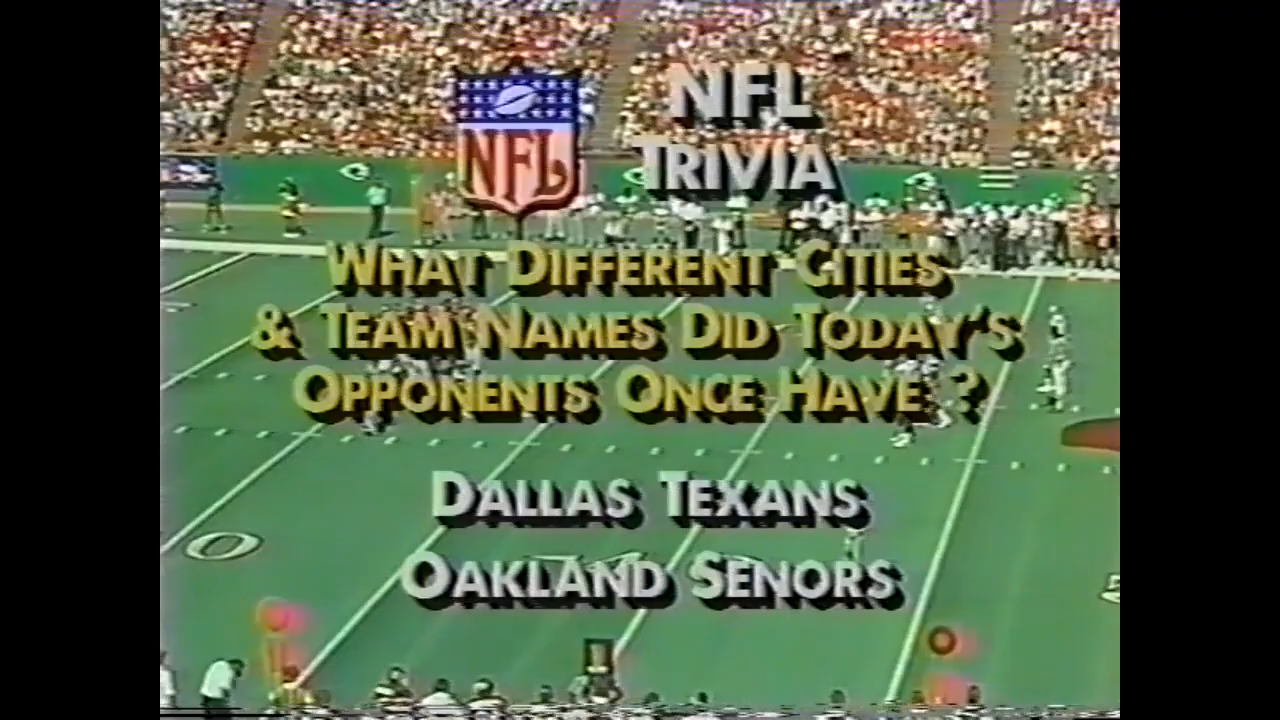 NFL
NFL
TRIVIA
WHAT DIFFERENT CITIES
& TEAM NAMES DID TODAY'S
OPPONENTS ONCE HAVE ?
DALLAS TEXANS
OAKLAND SENORS